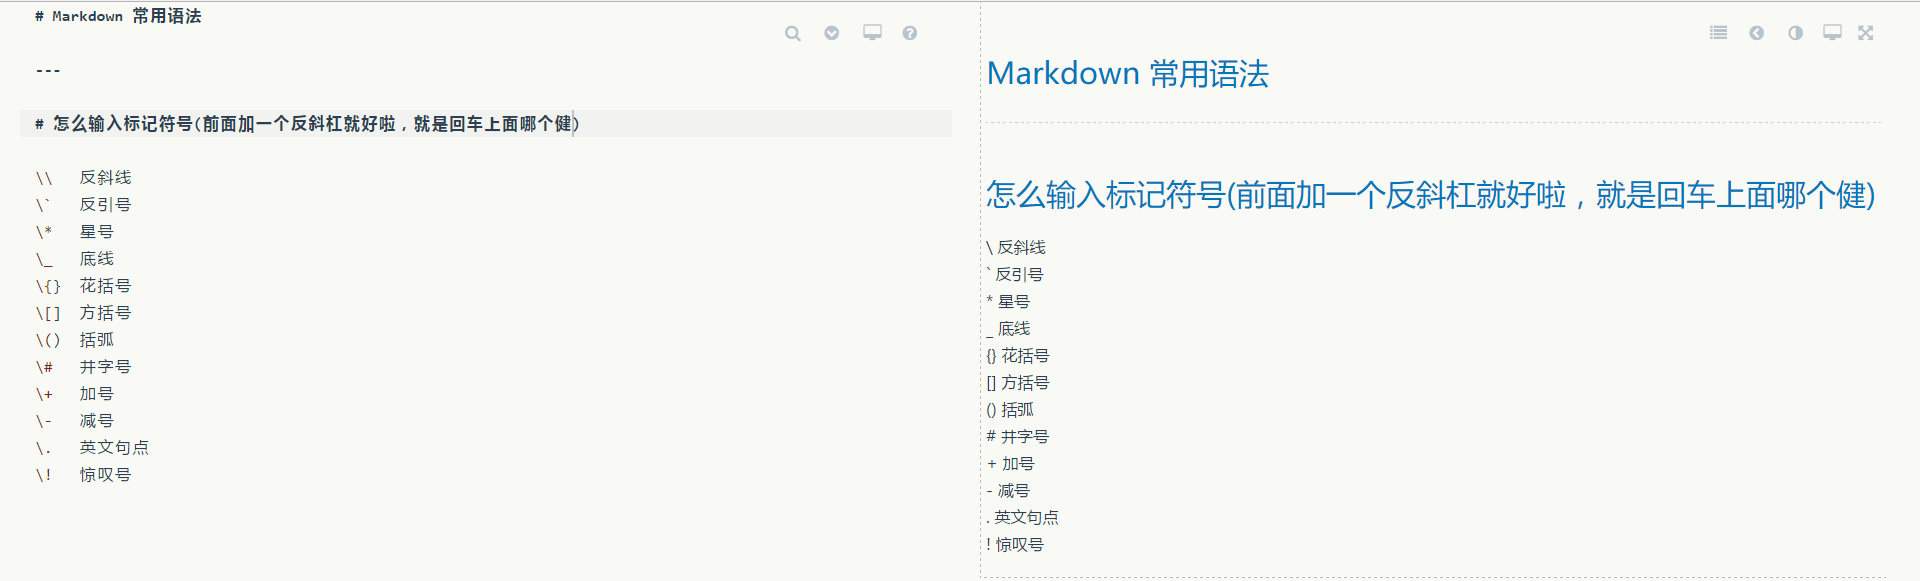 # Markdown 常用语法
---
# 怎么输入标记符号(前面加一个反斜杠就好啦，就是回车上面哪个健)
\\ 反斜线
\` 反引号
\* 星号
\_ 底线
\{} 花括号
\[] 方括号
\() 括弧
\# 井字号
\+ 加号
\- 减号
\. 英文句点
\! 惊叹号
Markdown 常用语法
怎么输入标记符号(前面加一个反斜杠就好啦，就是回车上面哪个健)
\ 反斜线
` 反引号
* 星号
_ 底线
{} 花括号
[] 方括号
() 括弧
# 井字号
+ 加号
- 减号
. 英文句点
! 惊叹号